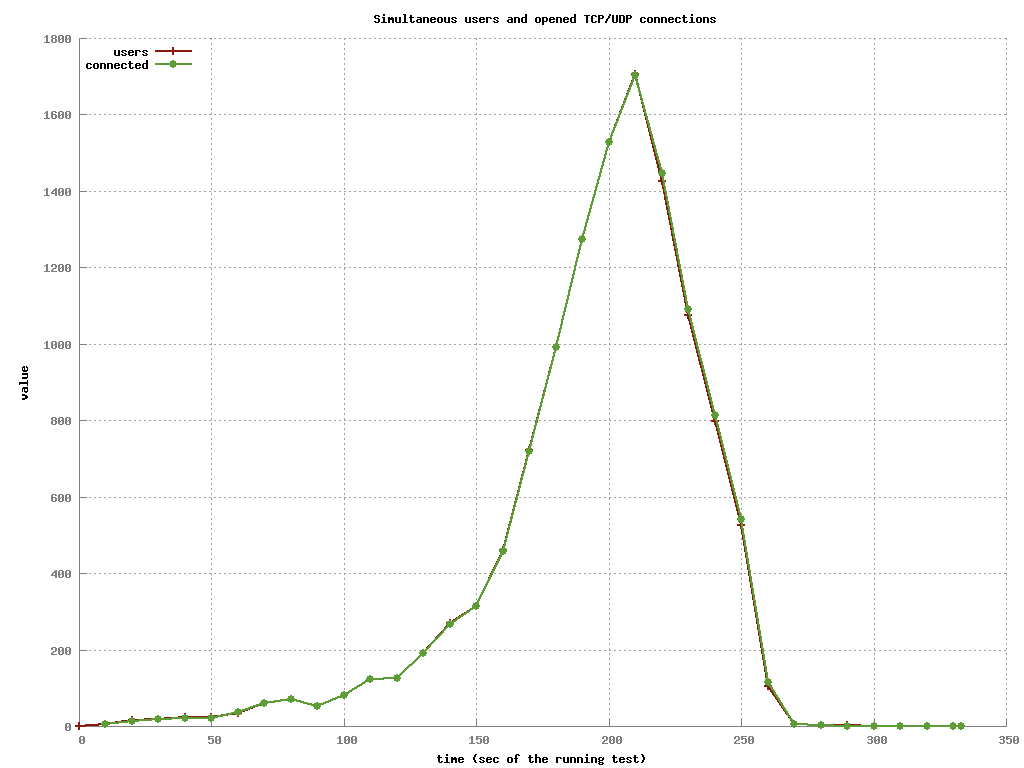 Simultaneous users and opened TCP/UDP connections
1800
users
connected
1600
1400
1200
1000
value
800
600
400
200
0
0 50 100 150 200 250 300 350
time (sec of the running test)